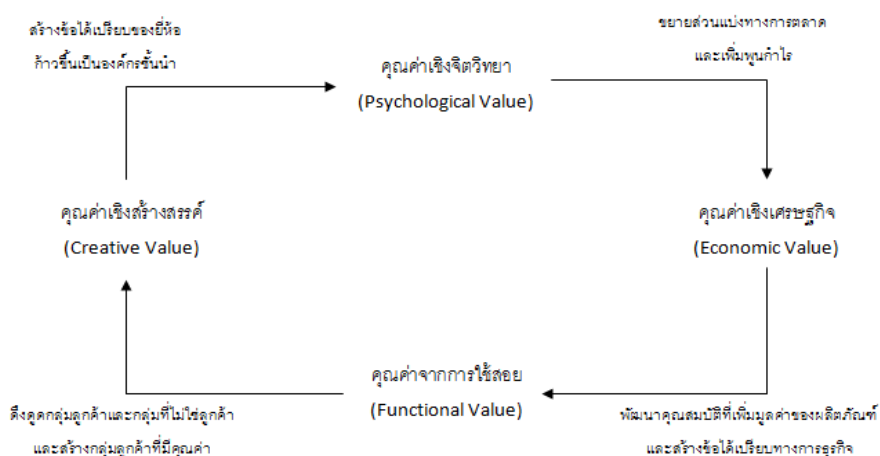 สร้างข้อได้เปรียบของยี่ห้อ
ก้าวขึ้นเป็นองค์กรชั้นนำ
คุณค่าเชิงจิตวิทยา
(Psychological Value)
ขยายส่วนแบ่งทางการตลาด
และเพิ่มพูนกำไร
คุณค่าเชิงสร้างสรรค์
(Creative Value)
คุณค่าเชิงเศรษฐกิจ
(Economic Value)
คุณค่าจากการใช้สอย
(Functional Value)
ดึงดูดกลุ่มลูกค้าและกลุ่มที่ไม่ใช่ลูกค้า
และสร้างกลุ่มลูกค้าที่มีคุณค่า
พัฒนาคุณสมบัติที่เพิ่มมูลค่าของผลิตภัณฑ์
และสร้างข้อได้เปรียบทางการธุรกิจ